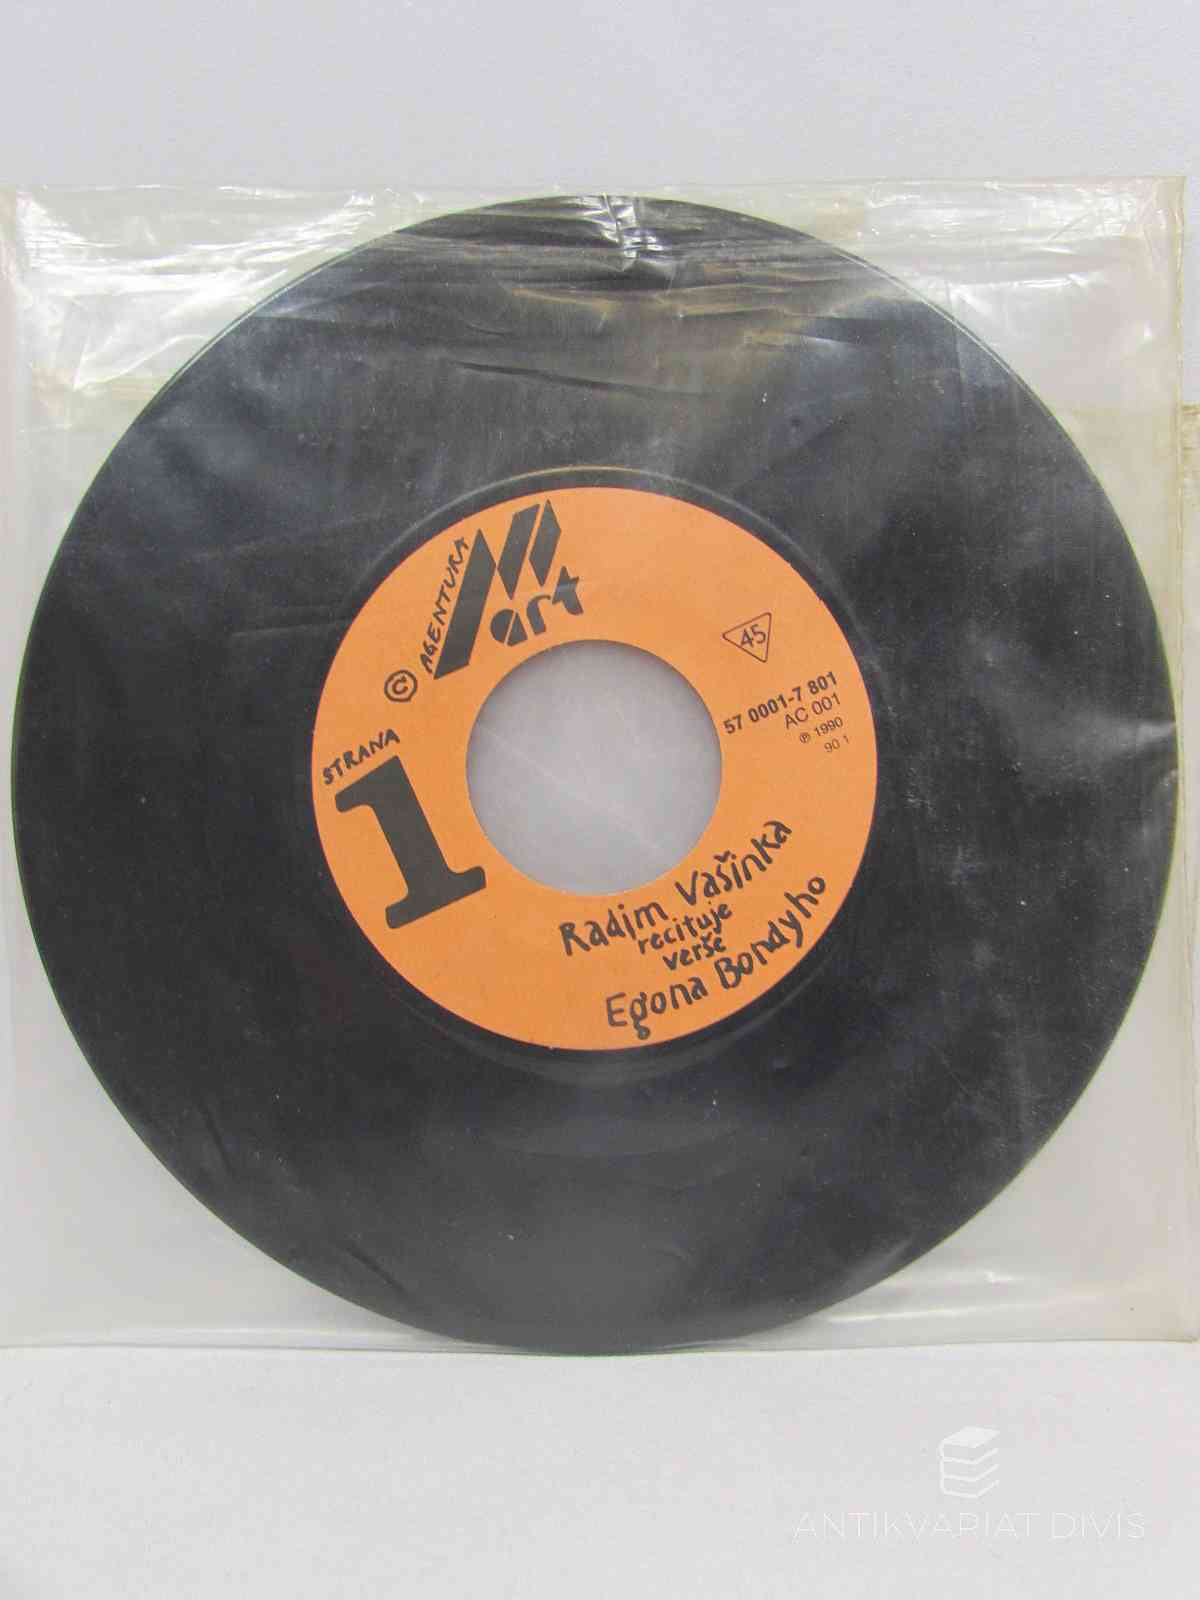 © AGENTURA
M art
45
57 0001-7 801
AC 001
℗ 1990
90 1
STRANA
1
Radim Vašinka
recituje
verše
Egona Bondyho
ANTIKVARIAT DIVIS